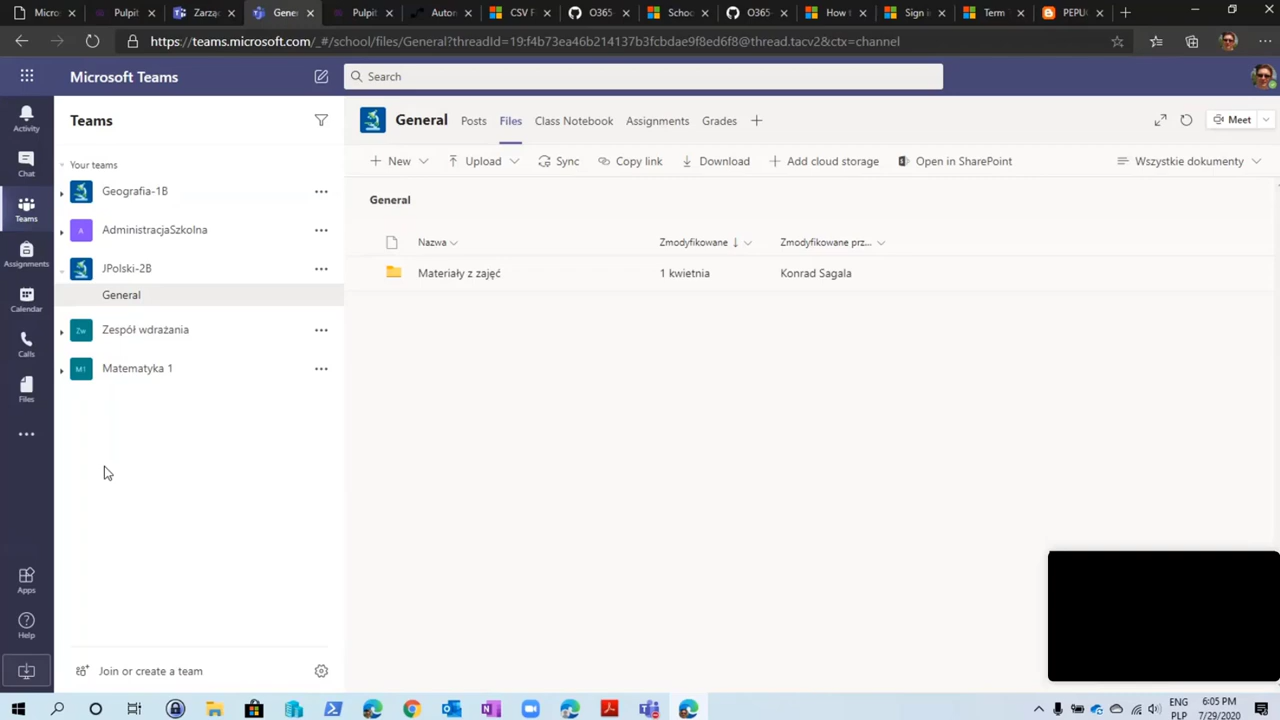 Micro
Pulpit
Zarzą
Gene
Pulpit
Autor
CSV F
O365
Schoo
O365
How t
Sign i
Term
PEPUG
https://teams.microsoft.com/_#/school/files/General?threadId=19:f4b73ea46b214137b3fcbdae9f8ed6f8@thread.tacv2&ctx=channel
Microsoft Teams
Search
Activity
Chat
Teams
Assignments
Calendar
Calls
Files
Apps
Help
Teams
Your teams
Geografia-1B
A AdministracjaSzkolna
JPolski-2B
General
Zw Zespół wdrażania
M1 Matematyka 1
Join or create a team
General Posts Files Class Notebook Assignments Grades Meet
New Upload Sync Copy link Download Add cloud storage Open in SharePoint Wszystkie dokumenty
General
Nazwa Zmodyfikowane Zmodyfikowane prz...
Materiały z zajęć 1 kwietnia Konrad Sagala
ENG
PLP
6:05 PM
7/29/2020